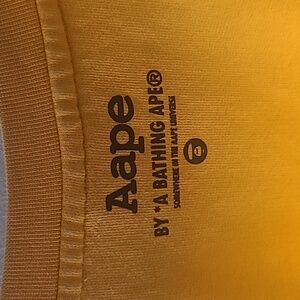 Aape
BY *A BATHING APE®
SOMEWHERE IN THE AAPE UNIVERSE